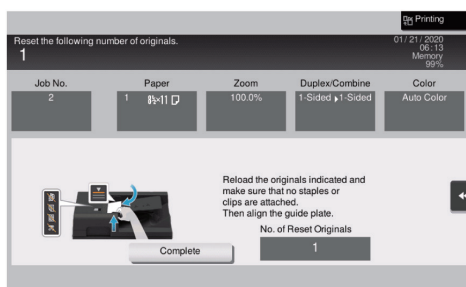 Printing
Reset the following number of originals.
1
01/21/2020
06:13
Memory
99%
Job No.
Paper
Zoom
Duplex/Combine
Color
2
1 8½×11
100.0%
1-Sided ▶1-Sided
Auto Color
Reload the originals indicated and
make sure that no staples or
clips are attached.
Then align the guide plate.
No. of Reset Originals
1
Complete